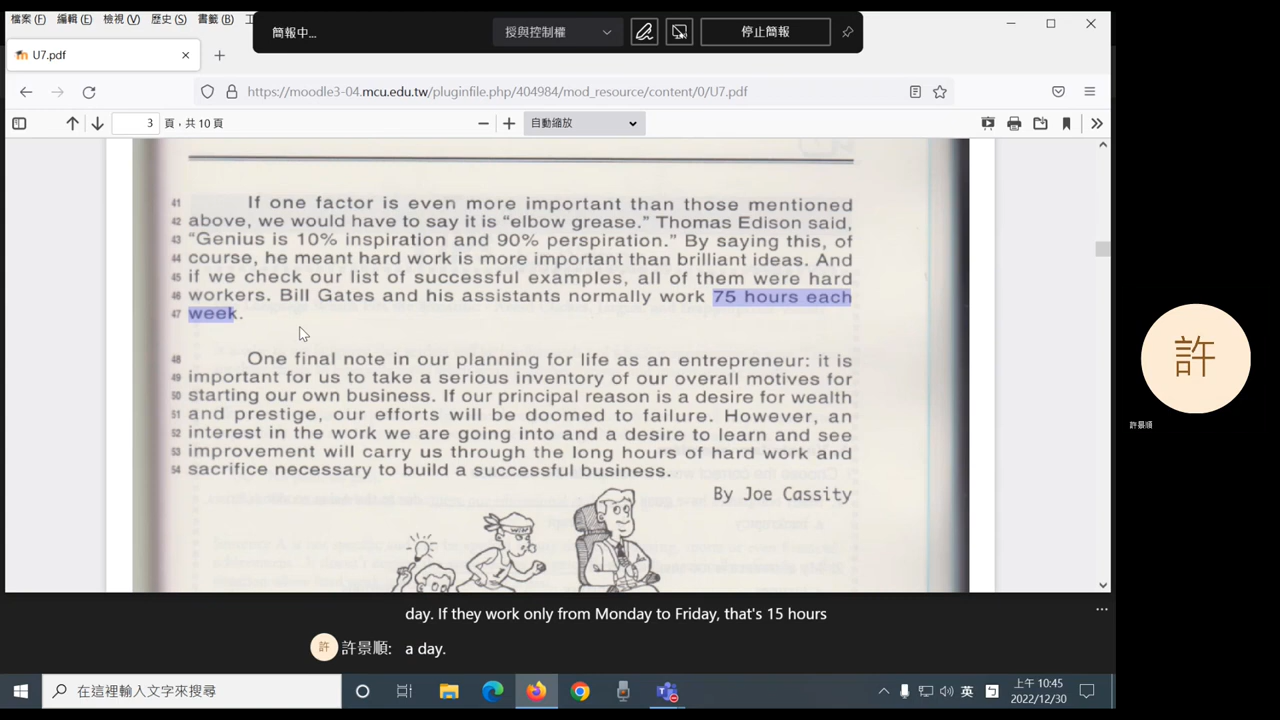 檔案(F) 編輯(E) 檢視(V) 歷史(S) 書籤(B)
簡報中...
授與控制權
停止簡報
U7.pdf
https://moodle3-04.mcu.edu.tw/pluginfile.php/404984/mod_resource/content/0/U7.pdf
3 頁，共 10 頁
自動縮放
41 If one factor is even more important than those mentioned
42 above, we would have to say it is “elbow grease.” Thomas Edison said,
43 “Genius is 10% inspiration and 90% perspiration.” By saying this, of
44 course, he meant hard work is more important than brilliant ideas. And
45 if we check our list of successful examples, all of them were hard
46 workers. Bill Gates and his assistants normally work 75 hours each
47 week.
48 One final note in our planning for life as an entrepreneur: it is
49 important for us to take a serious inventory of our overall motives for
50 starting our own business. If our principal reason is a desire for wealth
51 and prestige, our efforts will be doomed to failure. However, an
52 interest in the work we are going into and a desire to learn and see
53 improvement will carry us through the long hours of hard work and
54 sacrifice necessary to build a successful business.
By Joe Cassity
許
許景順
day. If they work only from Monday to Friday, that's 15 hours
許 許景順: a day.
在這裡輸入文字來搜尋
英
上午 10:45
2022/12/30